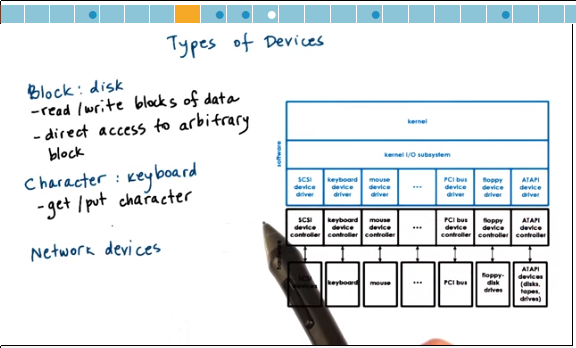 Types of Devices
Block: disk
-read/write blocks of data
-direct access to arbitrary
block
Character: Keyboard
-get/put character
Network devices
software
kernel
kernel I/O subsystem
SCSI device driver
keyboard device driver
mouse device driver
...
PCI bus device driver
floppy device driver
ATAPI device driver
SCSI device controller
keyboard device controller
mouse device controller
...
PCI bus device controller
floppy device controller
ATAPI device controller
SCSI
keyboard
mouse
...
PCI bus
floppy-disk drives
ATAPI devices (disks, tapes, drives)